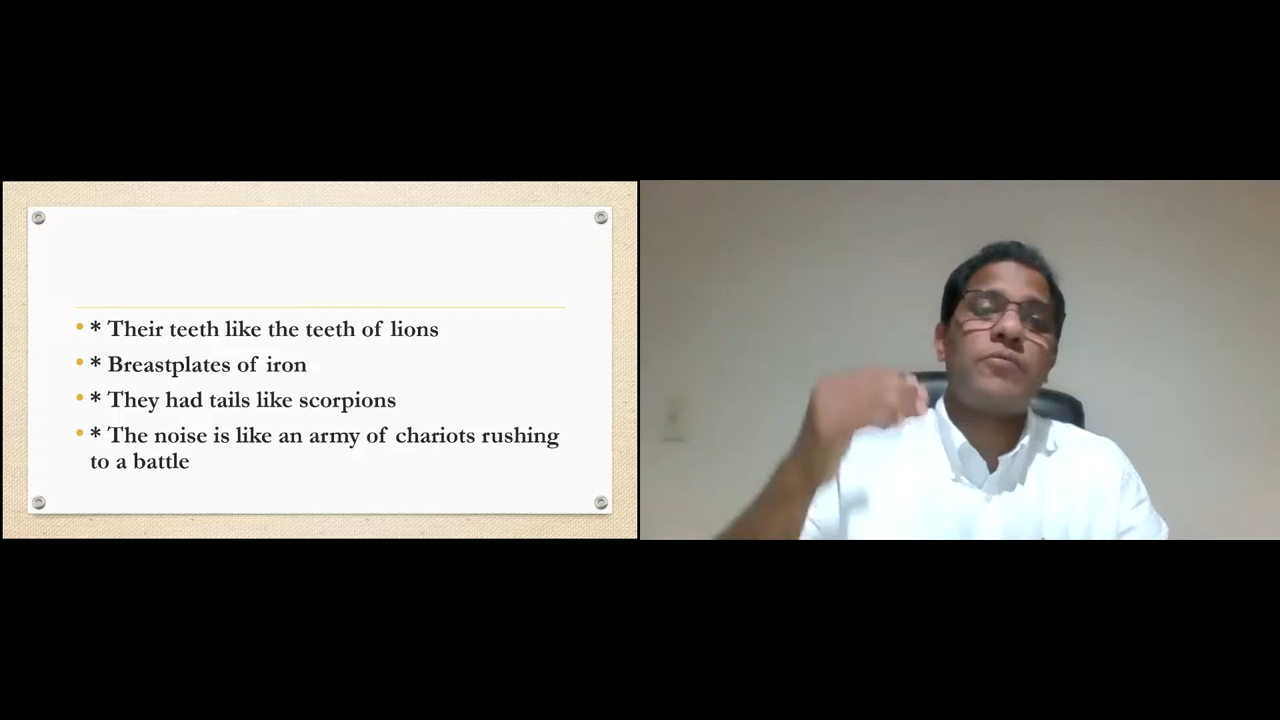 * Their teeth like the teeth of lions
* Breastplates of iron
* They had tails like scorpions
* The noise is like an army of chariots rushing
to a battle